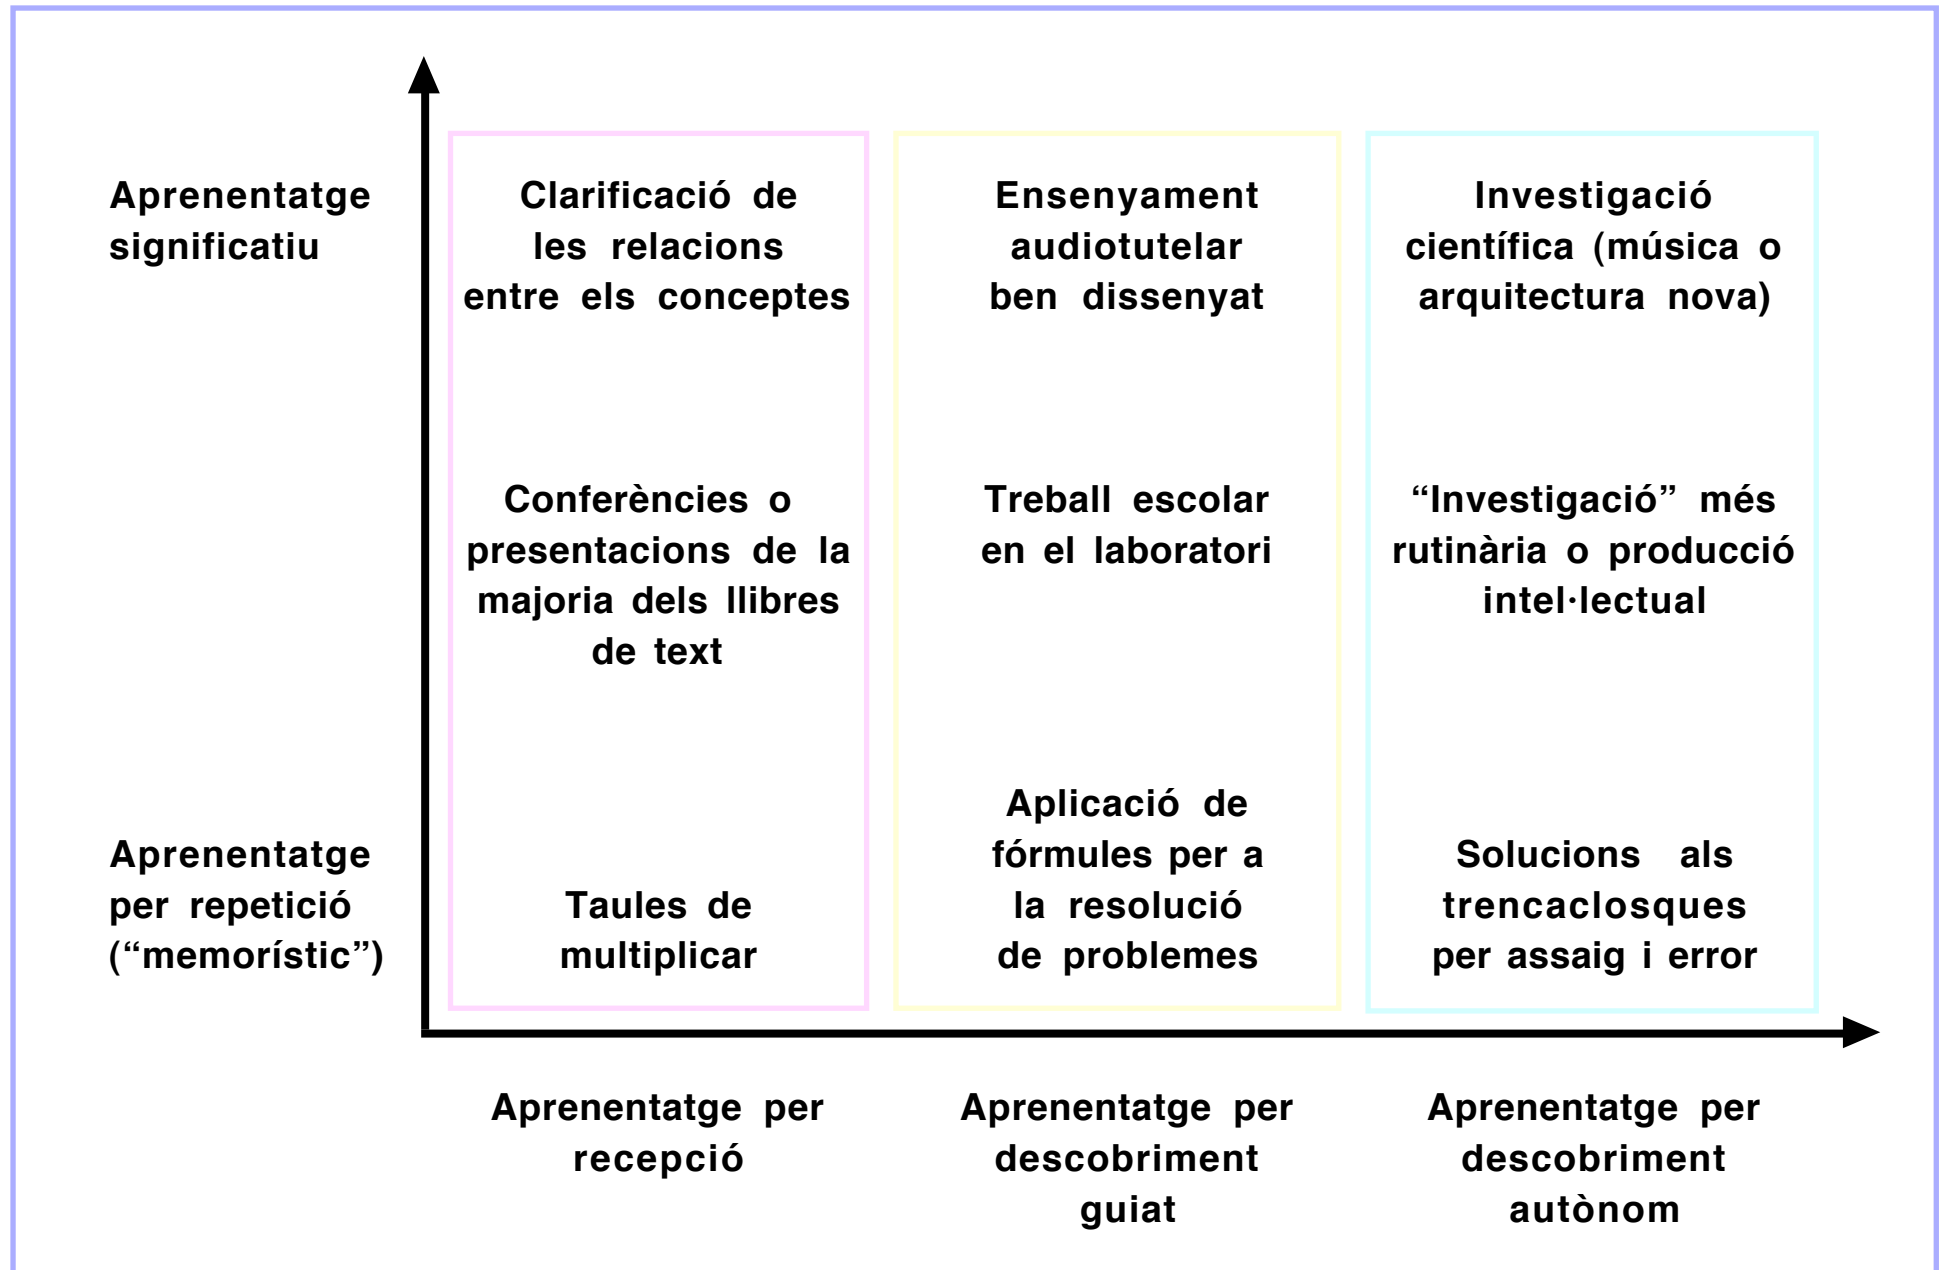 Aprenentatge
significatiu
Clarificació de
les relacions
entre els conceptes
Ensenyament
audiotutelar
ben dissenyat
Investigació
científica (música o
arquitectura nova)
Conferències o
presentacions de la
majoria dels llibres
de text
Treball escolar
en el laboratori
“Investigació” més
rutinària o producció
intel·lectual
Aprenentatge
per repetició
(“memorístic”)
Taules de
multiplicar
Aplicació de
fórmules per a
la resolució
de problemes
Solucions als
trencaclosques
per assaig i error
Aprenentatge per
recepció
Aprenentatge per
descobriment
guiat
Aprenentatge per
descobriment
autònom